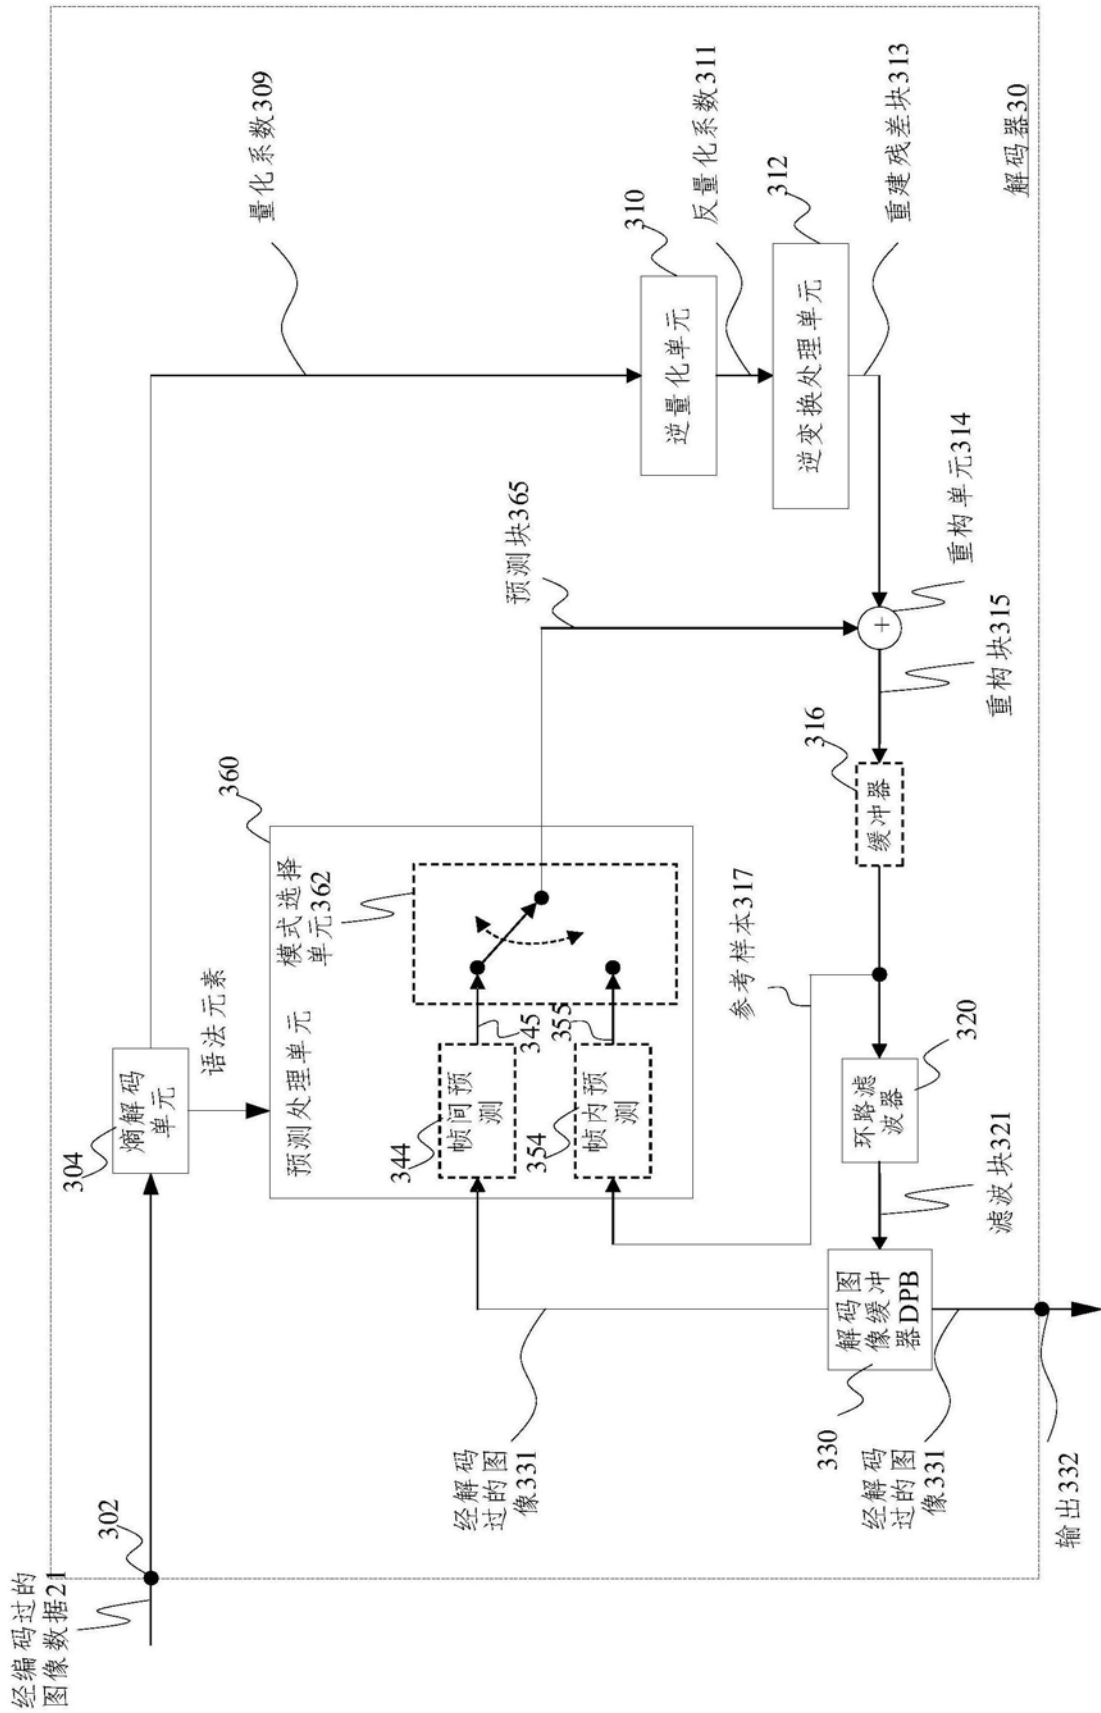 经编码过的
图像数据21
302
304
熵解码
单元
语法元素
量化系数309
360
预测处理单元
模式选择
单元362
344
帧间预
测
345
354
帧内预
测
355
预测块365
310
逆量化单元
反量化系数311
312
逆变换处理单元
重建残差块313
重构单元314
+
重构块315
316
缓冲器
参考样本317
320
环路滤
波器
滤波块321
解码图
像缓冲
器DPB
330
经解码
过的图
像331
经解码
过的图
像331
输出332
解码器30